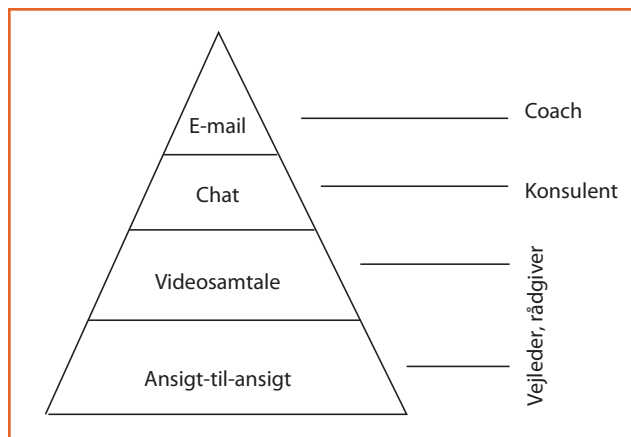 E-mail
Coach
Chat
Konsulent
Videosamtale
Ansigt-til-ansigt
Vejleder, rådgiver